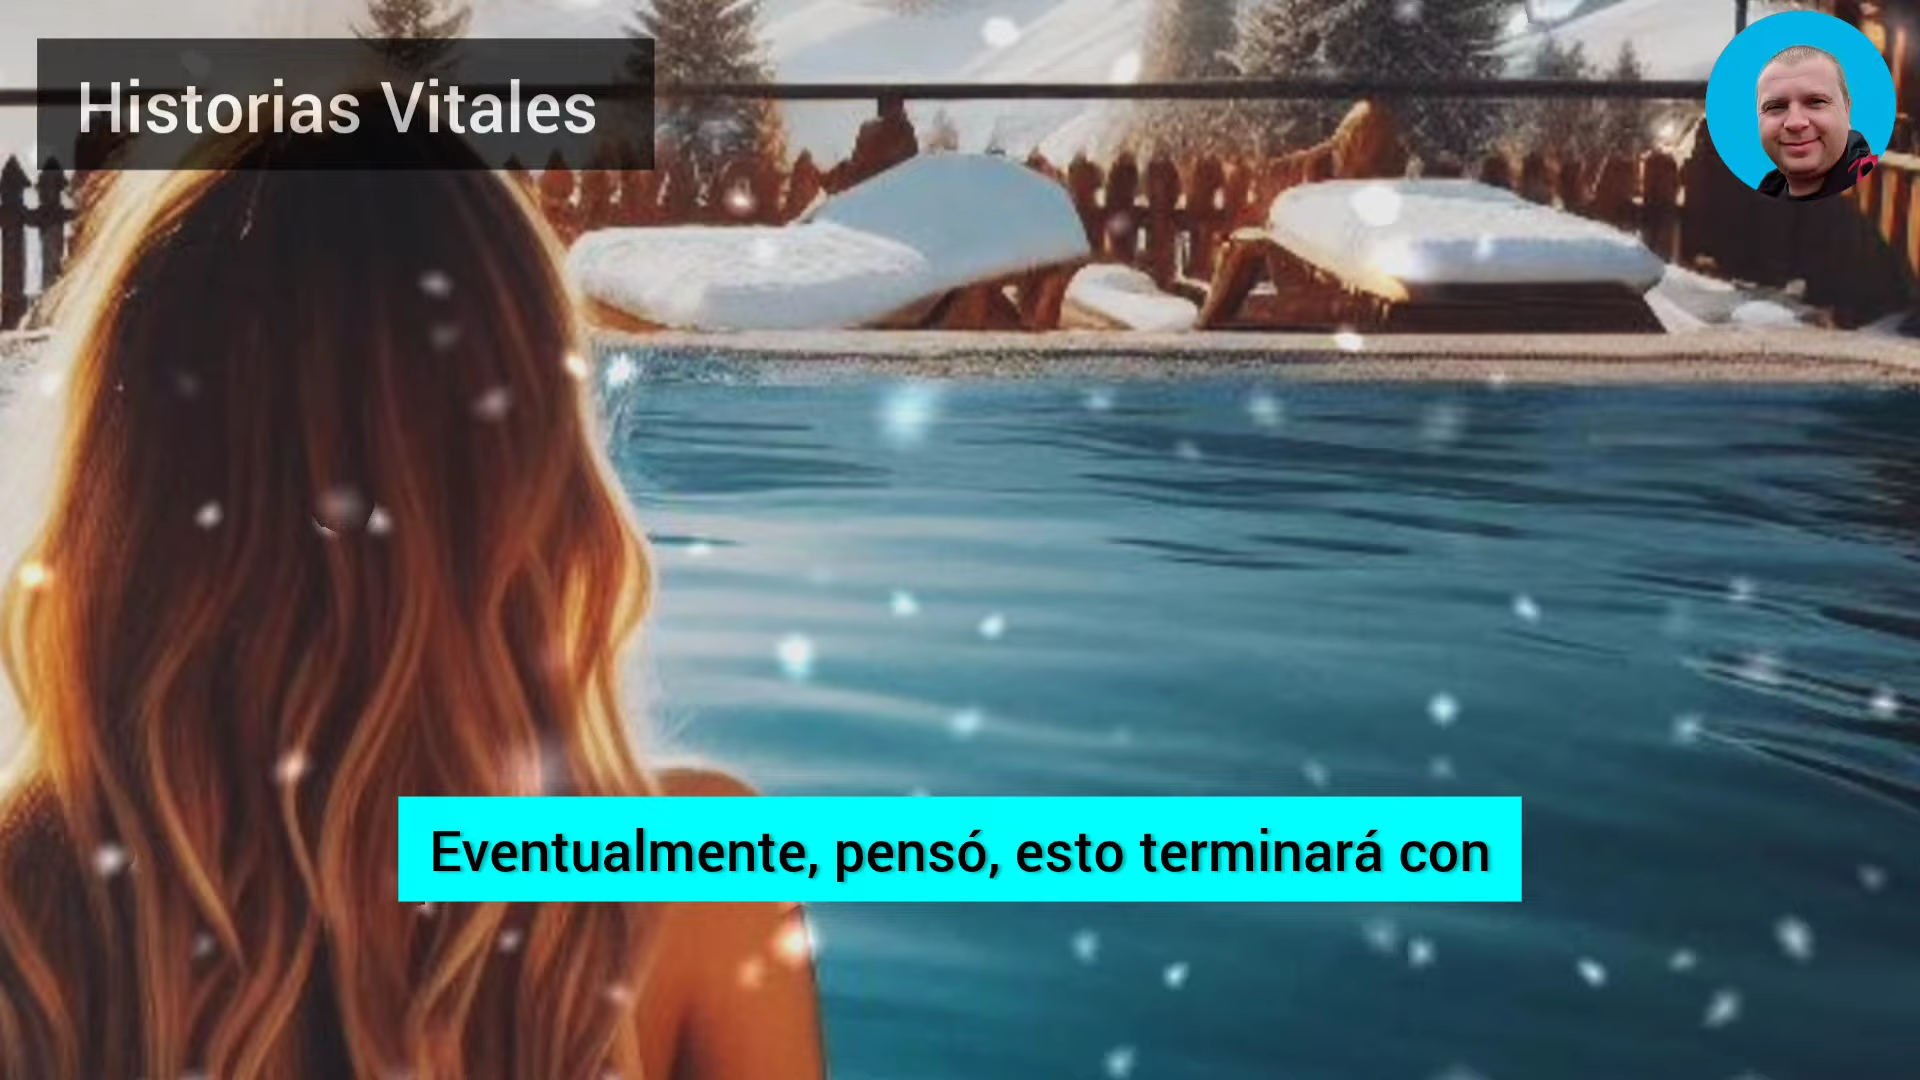 Historias Vitales
Eventualmente, pensó, esto terminará con